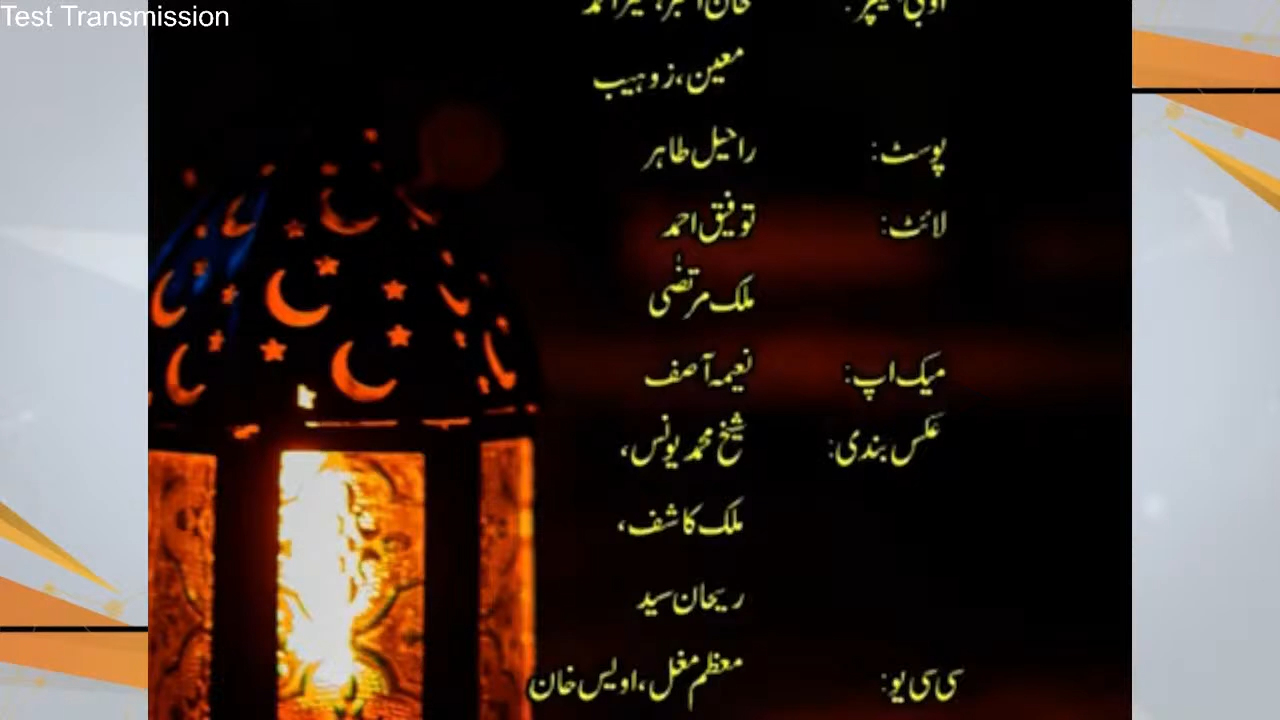 Test Transmission
معین، زوہیب
پوسٹ: راحیل طاہر
لائٹ: توفیق احمد
ملک مرتضٰی
میک اپ: نعیمہ آصف
عکس بندی: شیخ محمد یونس،
ملک کاشف،
ریحان سید
سی سی یو: معظم مغل، اویس خان